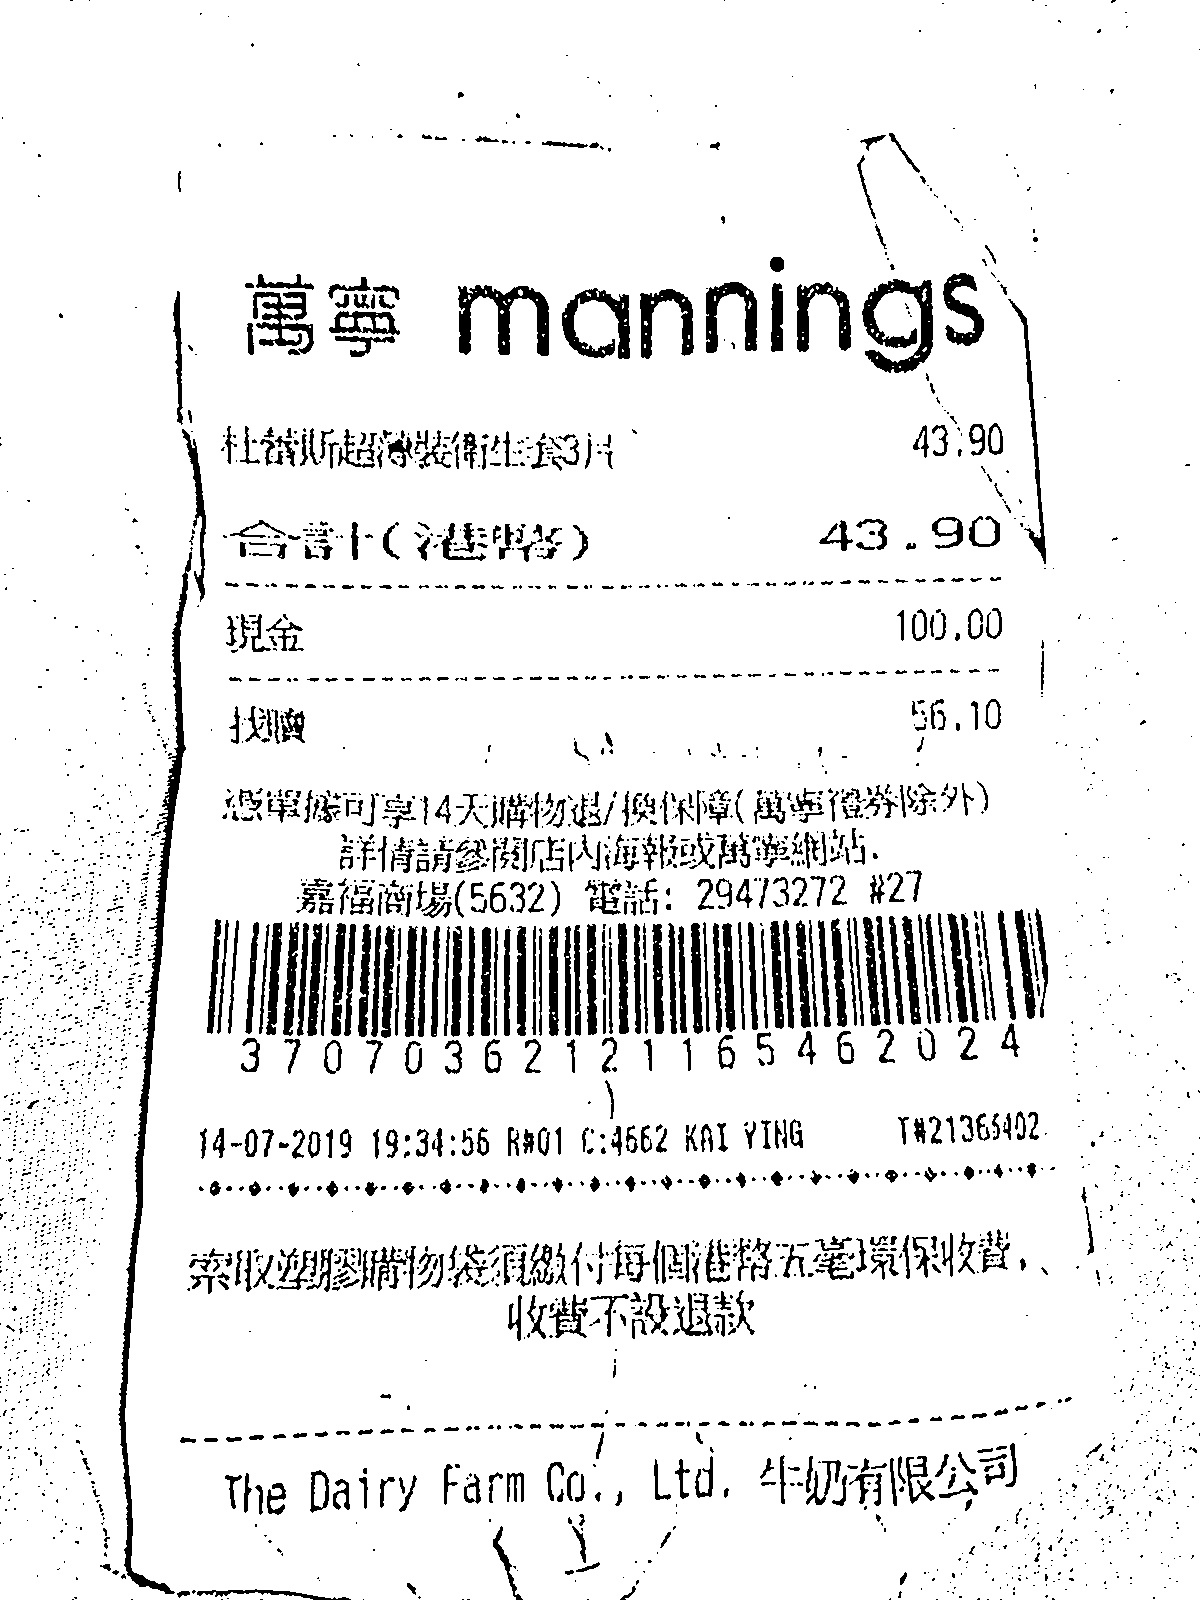 萬寧 mannings
杜蕾斯超薄裝衛生套3片 43.90
合計(港幣) 43.90
現金 100.00
找贖 56.10
憑單據可享14天購物退/換保障(萬寧禮券除外)
詳情請參閱店內海報或萬寧網站.
嘉福商場(5632) 電話: 29473272 #27
37070362121165462024
14-07-2019 19:34:56 R#01 C:4662 KAI YING T#21366402
索取塑膠購物袋須繳付每個港幣五毫環保收費,
收費不設退款
The Dairy Farm Co., Ltd. 牛奶有限公司